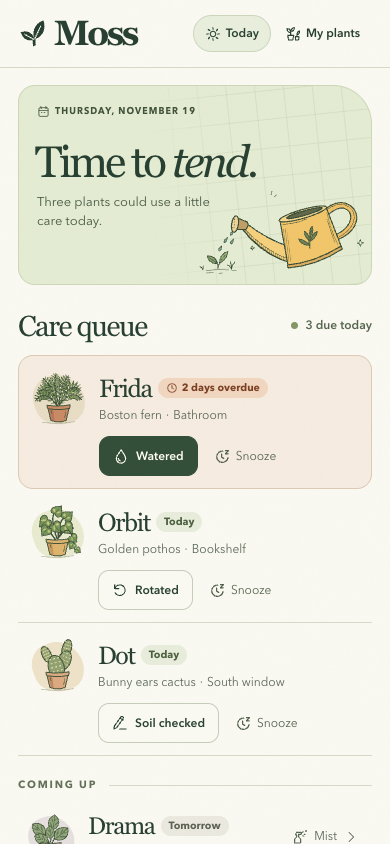 Moss
Today
My plants
THURSDAY, NOVEMBER 19
Time to tend.
Three plants could use a little
care today.
Care queue
3 due today
Frida
2 days overdue
Boston fern · Bathroom
Watered
Snooze
Orbit
Today
Golden pothos · Bookshelf
Rotated
Snooze
Dot
Today
Bunny ears cactus · South window
Soil checked
Snooze
COMING UP
Drama
Tomorrow
Mist